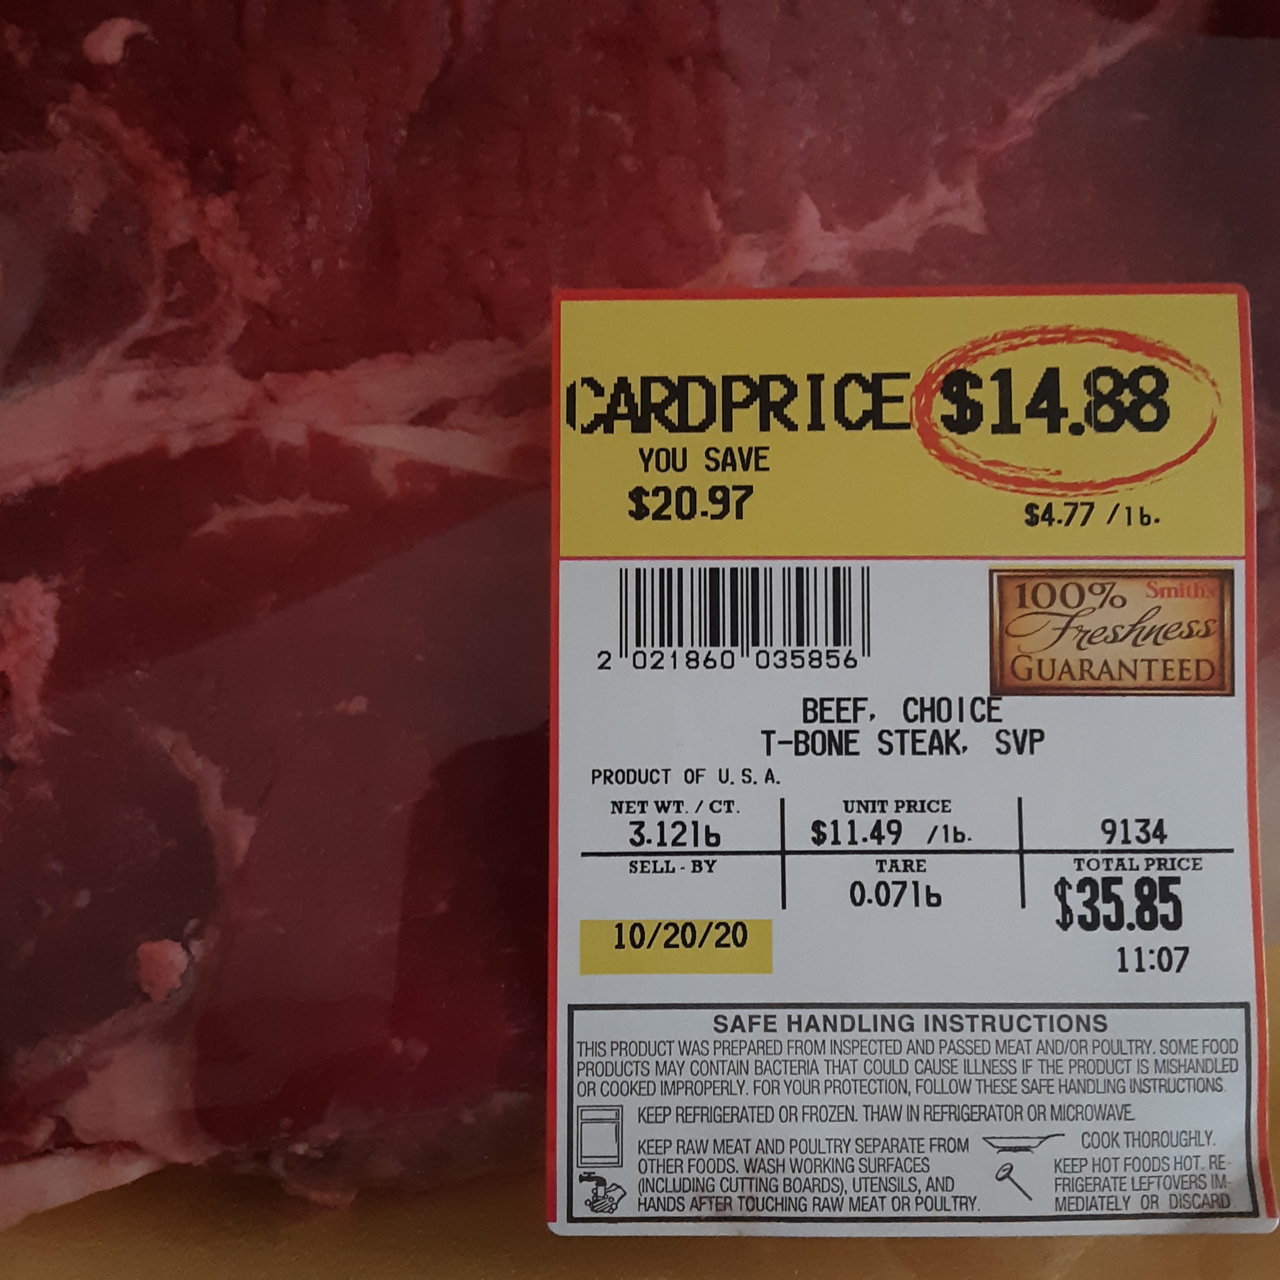 CARDPRICE $14.88
YOU SAVE
$20.97
$4.77 /lb.
2 021860 035856
100% Smith's
Freshness
GUARANTEED
BEEF, CHOICE
T-BONE STEAK, SVP
PRODUCT OF U.S.A.
NET WT. / CT.
3.12lb
UNIT PRICE
$11.49 /lb.
9134
SELL - BY
10/20/20
TARE
0.07lb
TOTAL PRICE
$35.85
11:07
SAFE HANDLING INSTRUCTIONS
THIS PRODUCT WAS PREPARED FROM INSPECTED AND PASSED MEAT AND/OR POULTRY. SOME FOOD
PRODUCTS MAY CONTAIN BACTERIA THAT COULD CAUSE ILLNESS IF THE PRODUCT IS MISHANDLED
OR COOKED IMPROPERLY. FOR YOUR PROTECTION, FOLLOW THESE SAFE HANDLING INSTRUCTIONS.
KEEP REFRIGERATED OR FROZEN. THAW IN REFRIGERATOR OR MICROWAVE.
KEEP RAW MEAT AND POULTRY SEPARATE FROM
OTHER FOODS. WASH WORKING SURFACES
(INCLUDING CUTTING BOARDS), UTENSILS, AND
HANDS AFTER TOUCHING RAW MEAT OR POULTRY.
COOK THOROUGHLY.
KEEP HOT FOODS HOT. RE-
FRIGERATE LEFTOVERS IM-
MEDIATELY OR DISCARD.